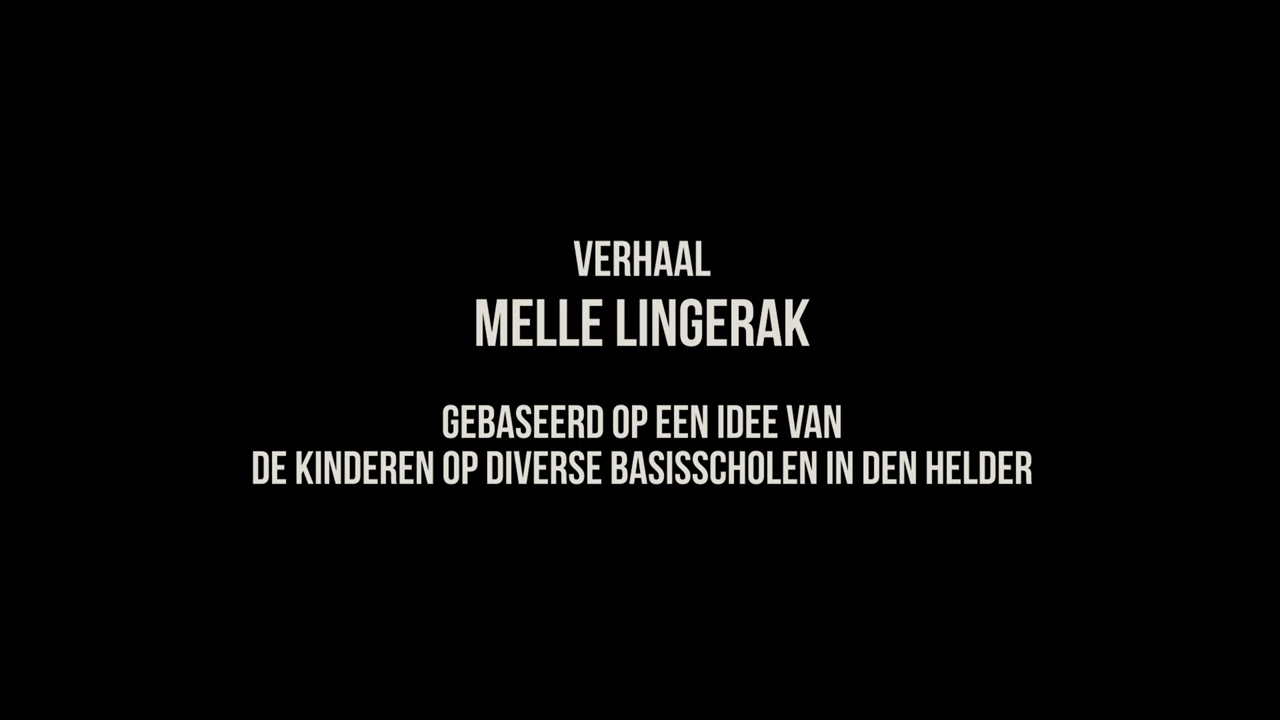 VERHAAL
MELLE LINGERAK
GEBASEERD OP EEN IDEE VAN
DE KINDEREN OP DIVERSE BASISSCHOLEN IN DEN HELDER